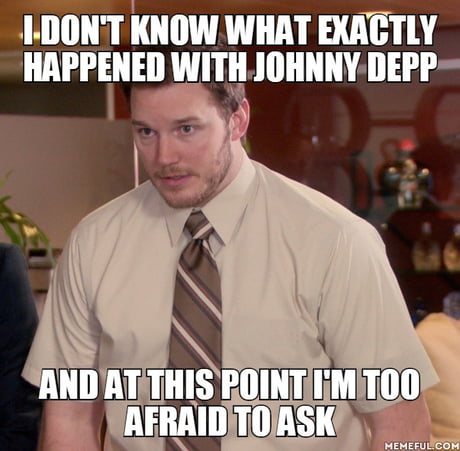 I DON'T KNOW WHAT EXACTLY
HAPPENED WITH JOHNNY DEPP
AND AT THIS POINT I'M TOO
AFRAID TO ASK
MEMEFUL.COM